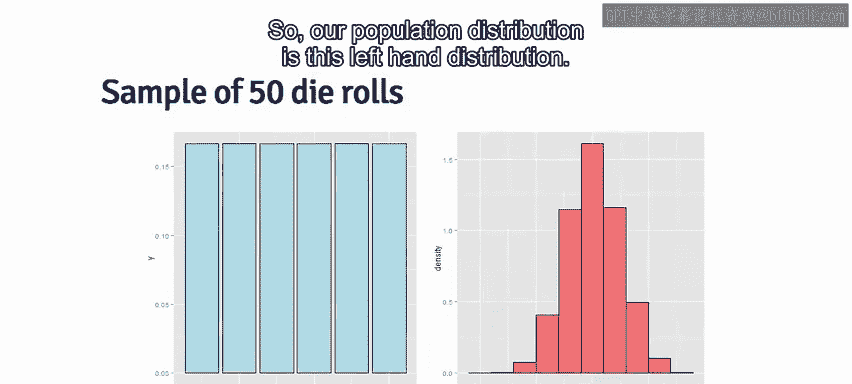 So, our population distribution
is this left hand distribution.
Sample of 50 die rolls
0.15
0.10
0.05
0.00
y
1.5
1.0
0.5
0.0
density